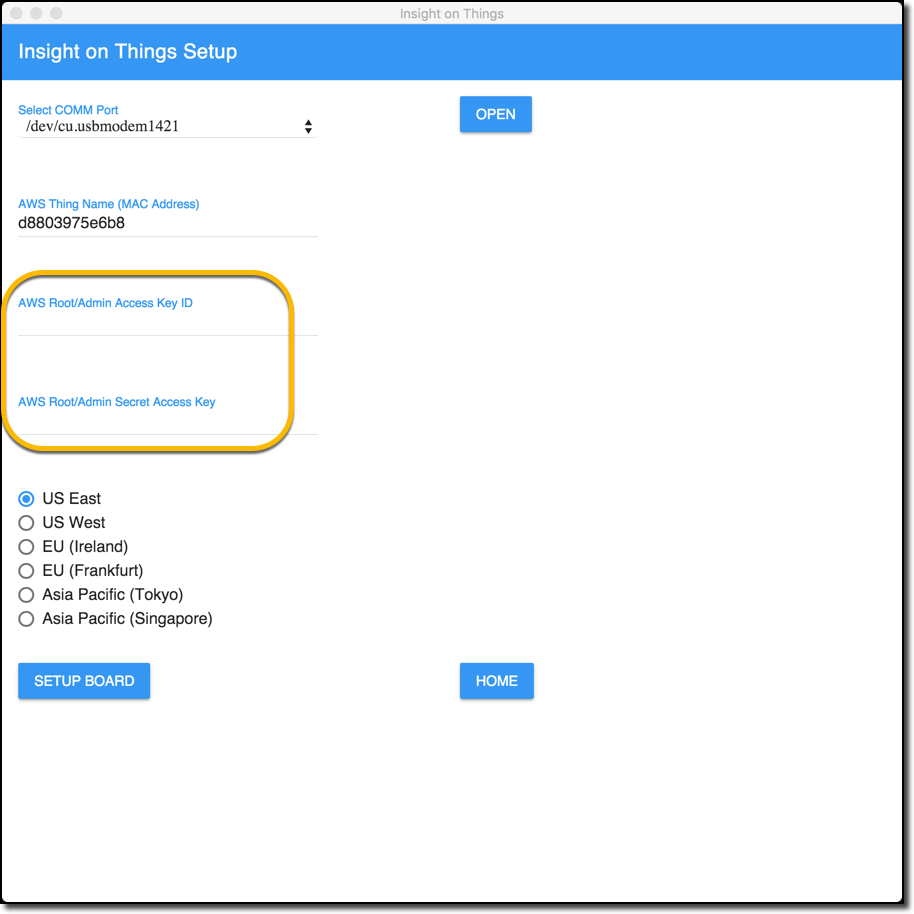 Insight on Things
Insight on Things Setup
Select COMM Port
/dev/cu.usbmodem1421
OPEN
AWS Thing Name (MAC Address)
d8803975e6b8
AWS Root/Admin Access Key ID
AWS Root/Admin Secret Access Key
US East
US West
EU (Ireland)
EU (Frankfurt)
Asia Pacific (Tokyo)
Asia Pacific (Singapore)
SETUP BOARD
HOME